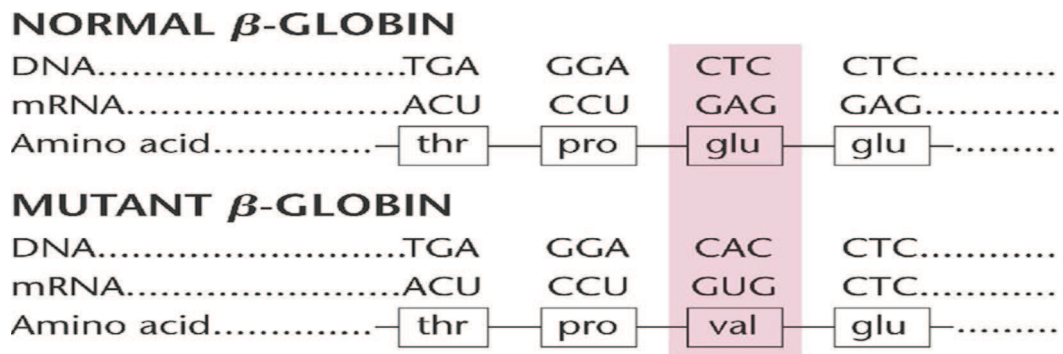 NORMAL β-GLOBIN
DNA............................TGA GGA CTC CTC............
mRNA..........................ACU CCU GAG GAG............
Amino acid.............. thr pro glu glu .........
MUTANT β-GLOBIN
DNA............................TGA GGA CAC CTC............
mRNA..........................ACU CCU GUG CTC............
Amino acid.............. thr pro val glu .........